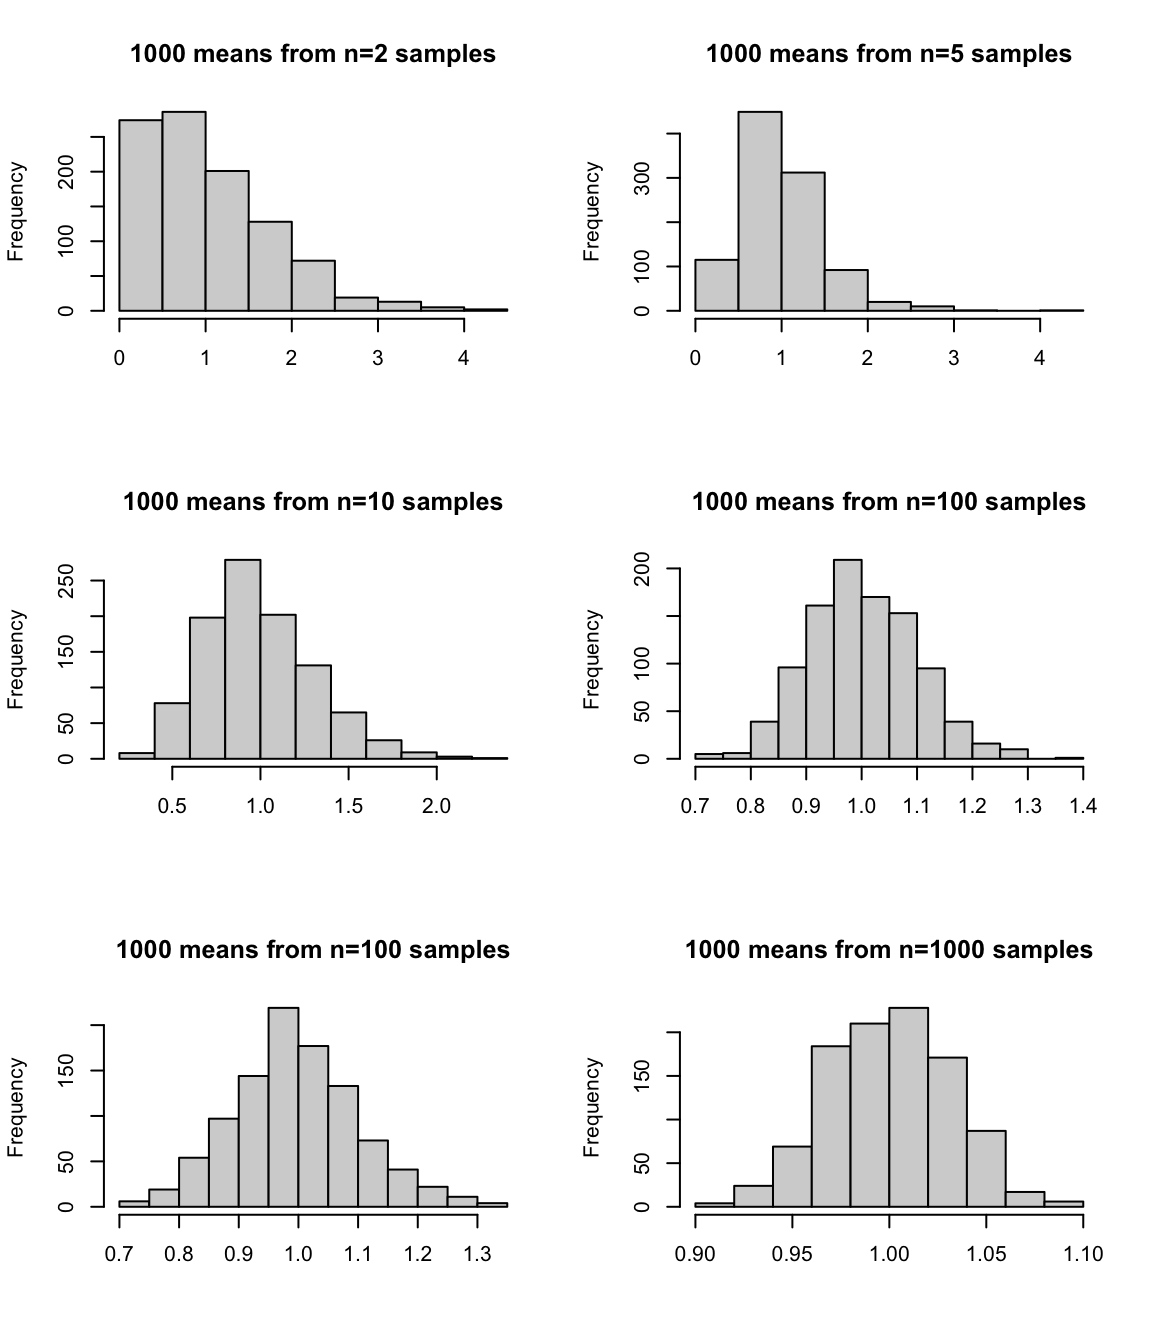 1000 means from n=2 samples
Frequency
0 100 200
0 1 2 3 4
1000 means from n=5 samples
Frequency
0 100 300
0 1 2 3 4
1000 means from n=10 samples
Frequency
0 50 150 250
0.5 1.0 1.5 2.0
1000 means from n=100 samples
Frequency
0 50 100 200
0.7 0.8 0.9 1.0 1.1 1.2 1.3 1.4
1000 means from n=100 samples
Frequency
0 50 150
0.7 0.8 0.9 1.0 1.1 1.2 1.3
1000 means from n=1000 samples
Frequency
0 50 150
0.90 0.95 1.00 1.05 1.10